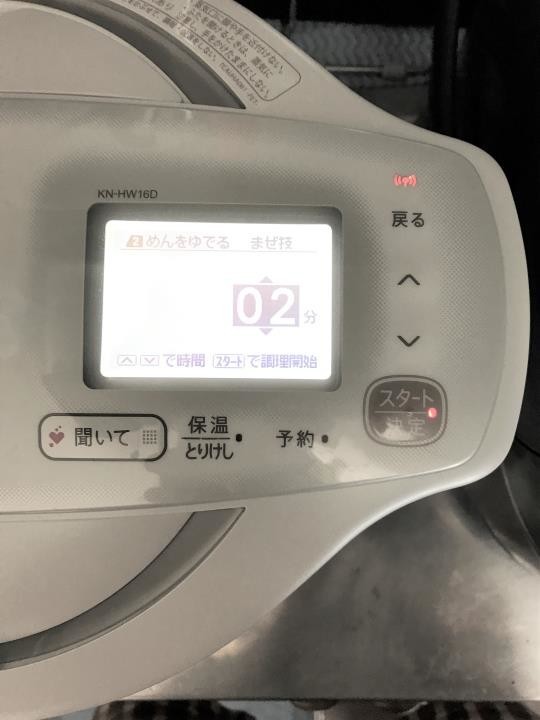 KN-HW16D
戻る
2 めんをゆでる まぜ技
02分
で時間 スタート で調理開始
スタート
決定
聞いて
保温
とりけし
予約